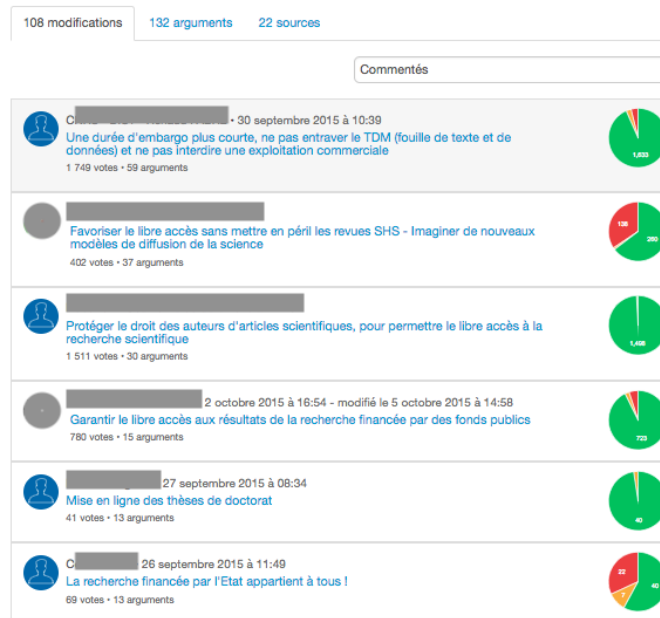 108 modifications 132 arguments 22 sources
Commentés
• 30 septembre 2015 à 10:39
Une durée d'embargo plus courte, ne pas entraver le TDM (fouille de texte et de
données) et ne pas interdire une exploitation commerciale
1 749 votes • 59 arguments
1,633
Favoriser le libre accès sans mettre en péril les revues SHS - Imaginer de nouveaux
modèles de diffusion de la science
402 votes • 37 arguments
138
260
Protéger le droit des auteurs d'articles scientifiques, pour permettre le libre accès à la
recherche scientifique
1 511 votes • 30 arguments
1,498
2 octobre 2015 à 16:54 - modifié le 5 octobre 2015 à 14:58
Garantir le libre accès aux résultats de la recherche financée par des fonds publics
780 votes • 15 arguments
723
27 septembre 2015 à 08:34
Mise en ligne des thèses de doctorat
41 votes • 13 arguments
40
C 26 septembre 2015 à 11:49
La recherche financée par l'Etat appartient à tous !
69 votes • 13 arguments
22
7
40